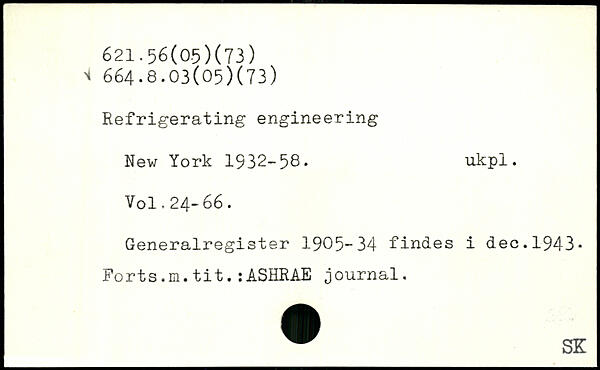 621.56(05)(73)
664.8.03(05)(73)
Refrigerating engineering
New York 1932-58. ukpl.
Vol.24-66.
Generalregister 1905-34 findes i dec.1943.
Forts.m.tit.:ASHRAE journal.
SK